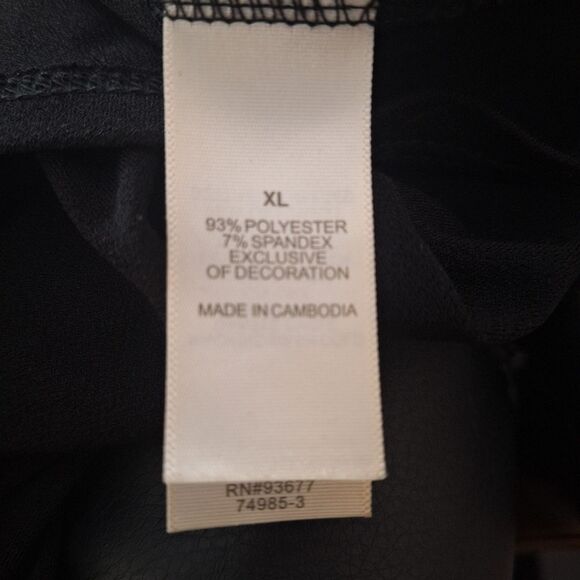 XL
93% POLYESTER
7% SPANDEX
EXCLUSIVE
OF DECORATION
MADE IN CAMBODIA
RN#93677
74985-3